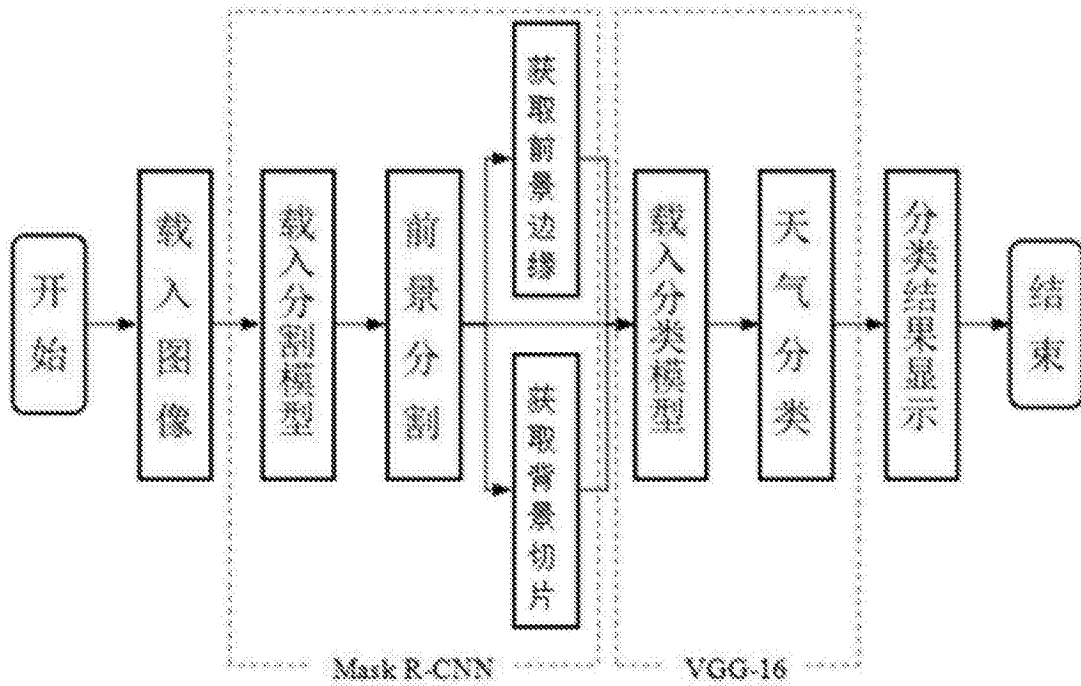 开始
载入图像
载入分割模型
前景分割
获取前景边缘
获取背景切片
载入分类模型
天气分类
分类结果显示
结束
Mask R-CNN
VGG-16